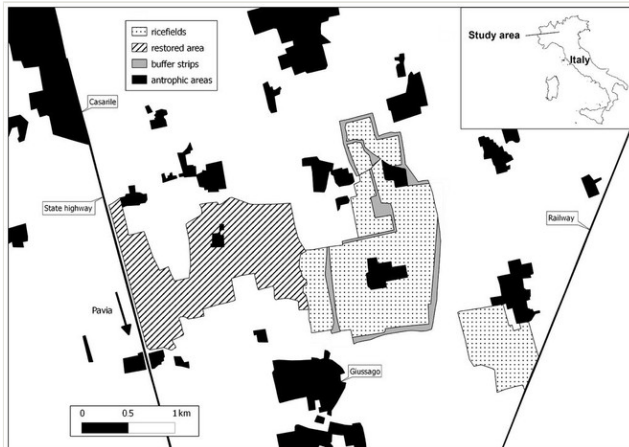 ricefields
restored area
buffer strips
antrophic areas
Study area
Italy
Casarile
State highway
Railway
Pavia
Giussago
0 0.5 1 km